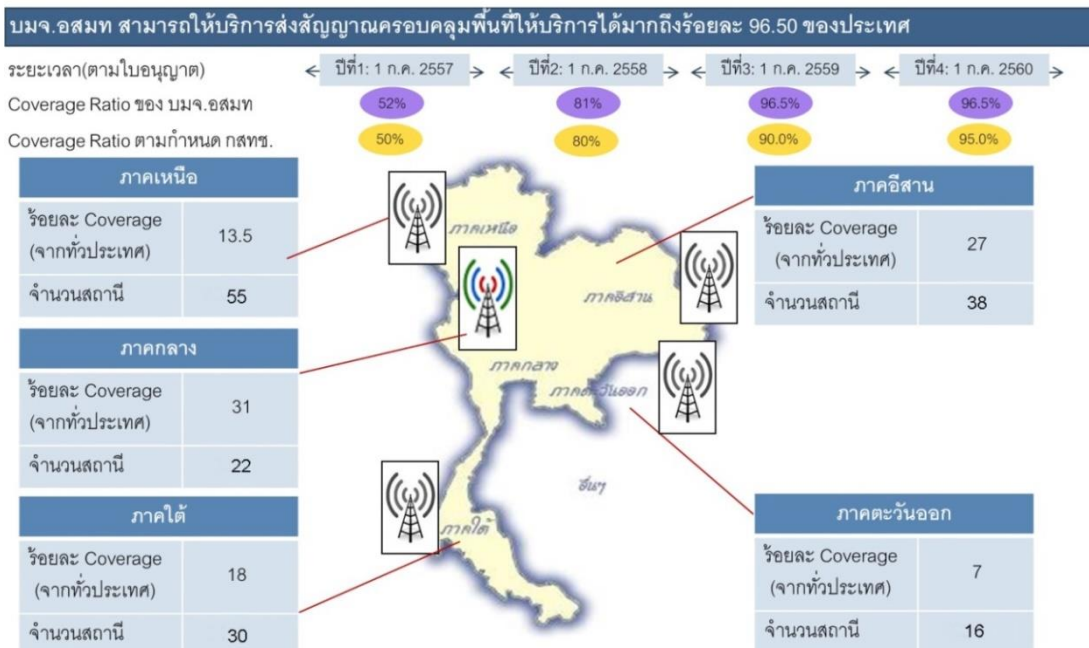 บมจ.อสมท สามารถให้บริการส่งสัญญาณครอบคลุมพื้นที่ให้บริการได้มากถึงร้อยละ 96.50 ของประเทศ
ระยะเวลา(ตามใบอนุญาต) ปีที่1: 1 ก.ค. 2557 ปีที่2: 1 ก.ค. 2558 ปีที่3: 1 ก.ค. 2559 ปีที่4: 1 ก.ค. 2560
Coverage Ratio ของ บมจ.อสมท 52% 81% 96.5% 96.5%
Coverage Ratio ตามกำหนด กสทช. 50% 80% 90.0% 95.0%
ภาคเหนือ
ร้อยละ Coverage
(จากทั่วประเทศ)
13.5
จำนวนสถานี 55
ภาคกลาง
ร้อยละ Coverage
(จากทั่วประเทศ)
31
จำนวนสถานี 22
ภาคใต้
ร้อยละ Coverage
(จากทั่วประเทศ)
18
จำนวนสถานี 30
ภาคเหนือ
ภาคอีสาน
ภาคกลาง
ภาคตะวันออก
อื่นๆ
ภาคใต้
ภาคอีสาน
ร้อยละ Coverage
(จากทั่วประเทศ)
27
จำนวนสถานี 38
ภาคตะวันออก
ร้อยละ Coverage
(จากทั่วประเทศ)
7
จำนวนสถานี 16